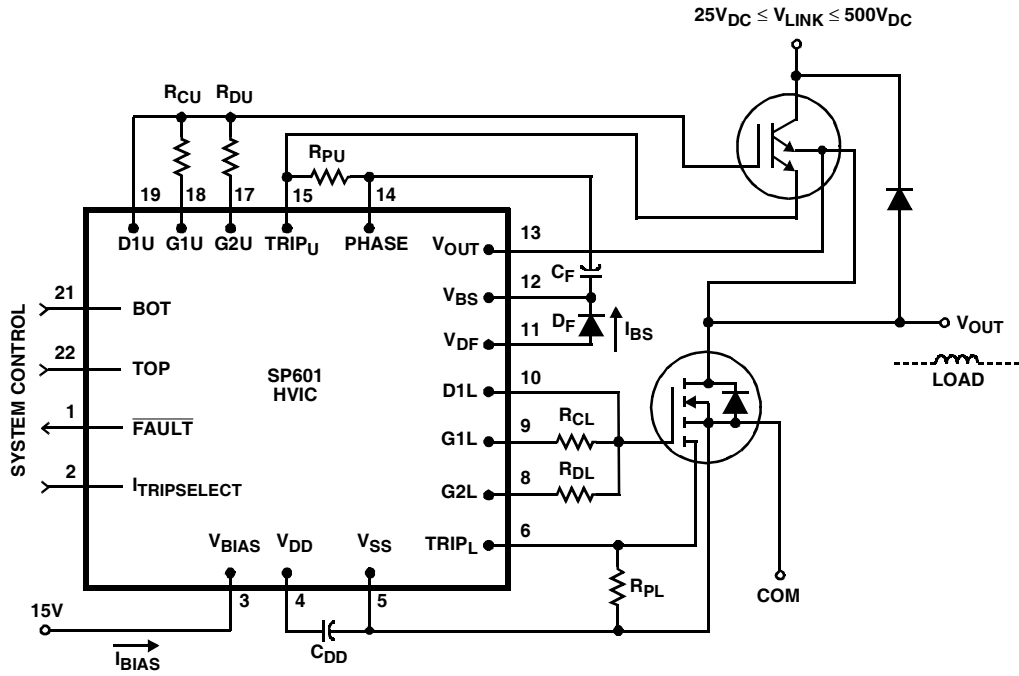 25V_DC ≤ V_LINK ≤ 500V_DC
R_CU R_DU
R_PU
19 18 17 15 14
D1U G1U G2U TRIP_U PHASE
V_OUT 13
C_F
V_BS 12
D_F I_BS
V_DF 11
V_OUT
LOAD
SYSTEM CONTROL
21 BOT
22 TOP
1 F̅A̅U̅L̅T̅
2 I_TRIPSELECT
SP601
HVIC
D1L 10
R_CL
G1L 9
R_DL
G2L 8
TRIP_L 6
R_PL
COM
V_BIAS V_DD V_SS
3 4 5
15V
I_BIAS
C_DD